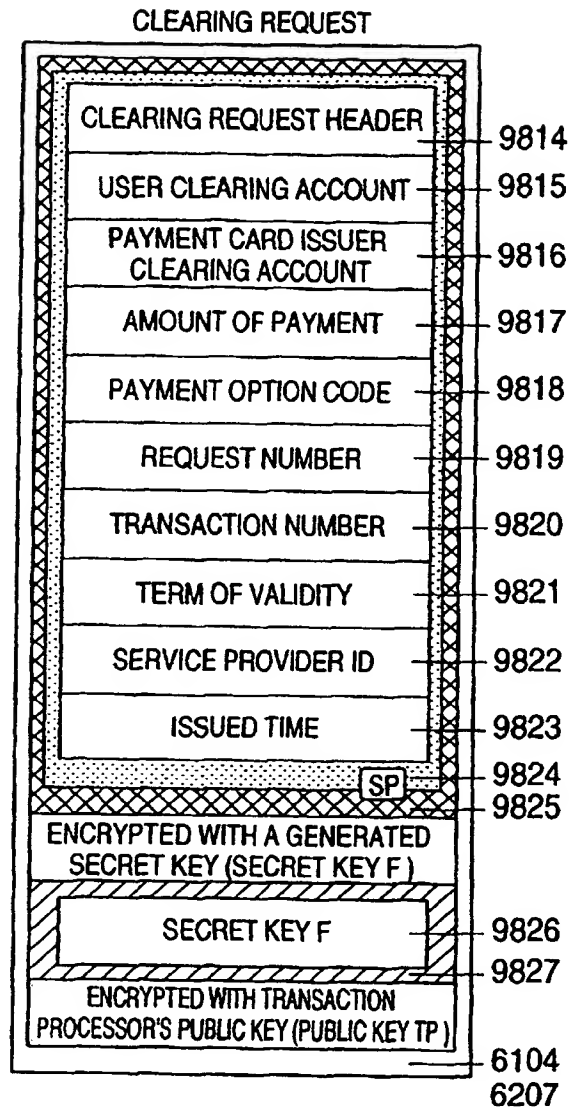 CLEARING REQUEST
CLEARING REQUEST HEADER
9814
USER CLEARING ACCOUNT
9815
PAYMENT CARD ISSUER
CLEARING ACCOUNT
9816
AMOUNT OF PAYMENT
9817
PAYMENT OPTION CODE
9818
REQUEST NUMBER
9819
TRANSACTION NUMBER
9820
TERM OF VALIDITY
9821
SERVICE PROVIDER ID
9822
ISSUED TIME
9823
SP
9824
9825
ENCRYPTED WITH A GENERATED
SECRET KEY (SECRET KEY F)
SECRET KEY F
9826
9827
ENCRYPTED WITH TRANSACTION
PROCESSOR'S PUBLIC KEY (PUBLIC KEY TP)
6104
6207